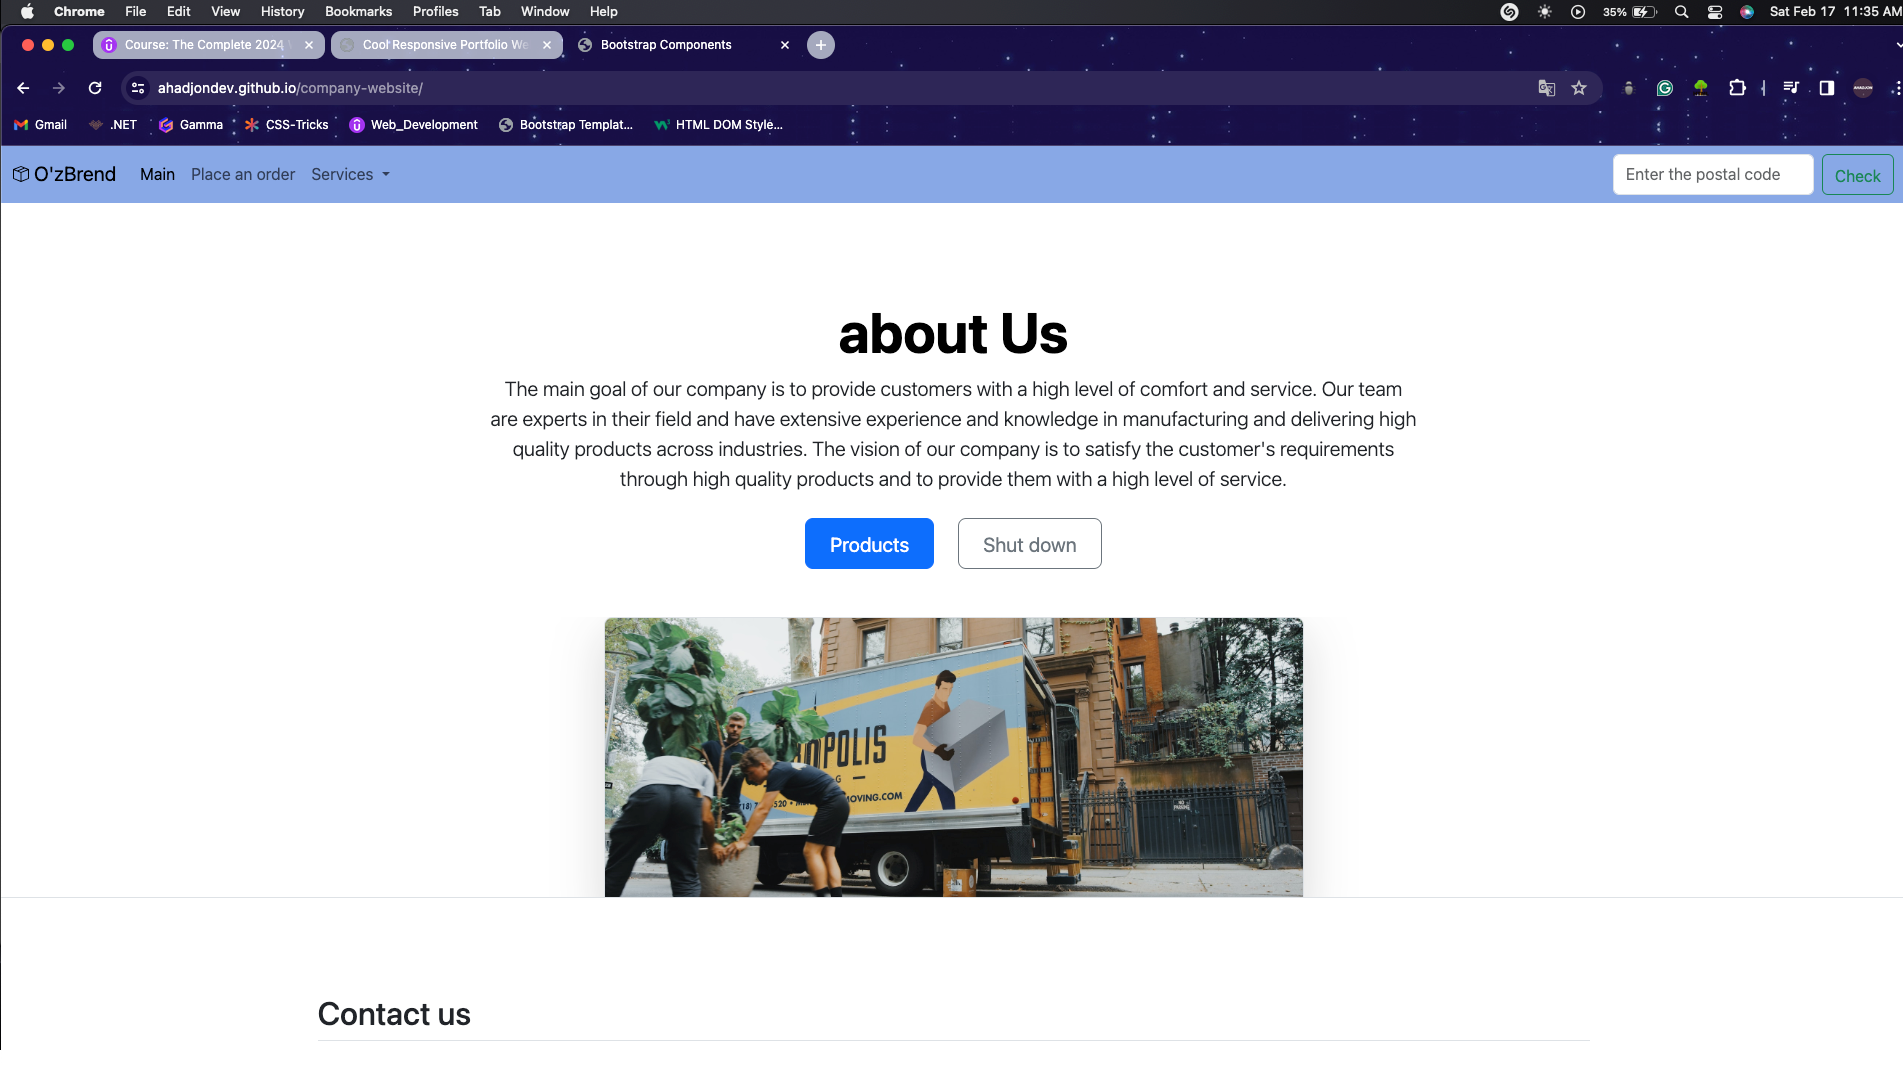 Chrome File Edit View History Bookmarks Profiles Tab Window Help 35% Sat Feb 17 11:35 AM
Course: The Complete 2024 Cool Responsive Portfolio We Bootstrap Components
ahadjondev.github.io/company-website/
Gmail .NET Gamma CSS-Tricks Web_Development Bootstrap Templat... HTML DOM Style...
O'zBrend Main Place an order Services Enter the postal code Check
about Us
The main goal of our company is to provide customers with a high level of comfort and service. Our team
are experts in their field and have extensive experience and knowledge in manufacturing and delivering high
quality products across industries. The vision of our company is to satisfy the customer's requirements
through high quality products and to provide them with a high level of service.
Products Shut down
OPOLIS
MOVING.COM
NO PARKING
Contact us